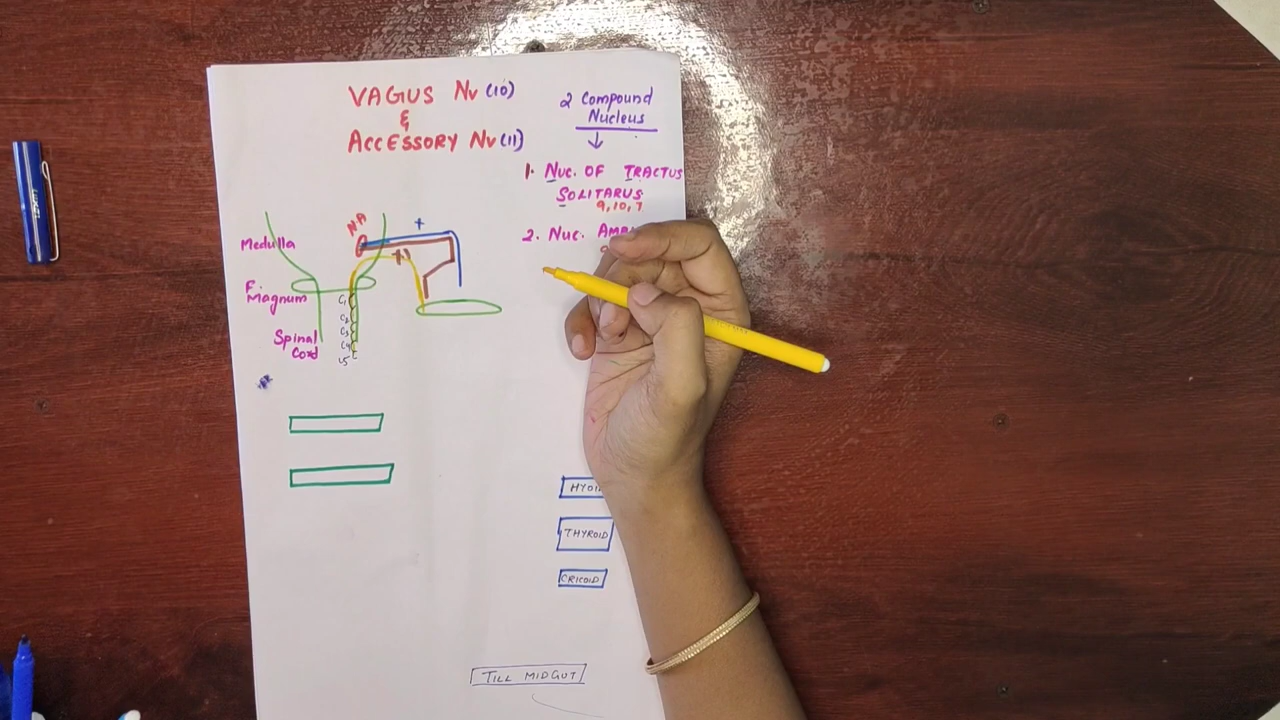 VAGUS Nv (10)
&
ACCESSORY Nv (11)
2 Compound
Nucleus
1. Nuc. OF TRACTUS
SOLITARUS
9,10,7
2. Nuc.
NA
+
Medulla
F.
Magnum
Spinal
Cord
C1
C2
C3
C4
C5
THYROID
CRICOID
TILL MIDGUT